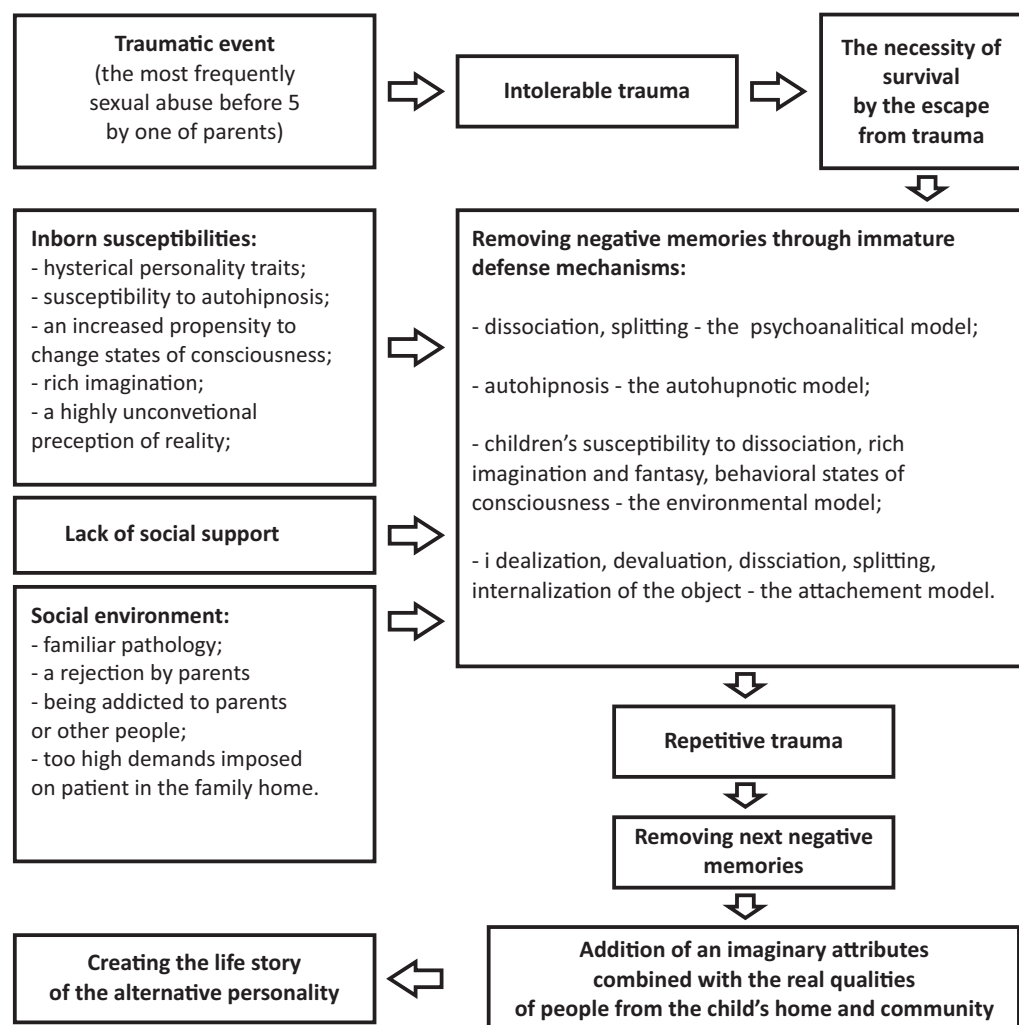 Traumatic event
(the most frequently
sexual abuse before 5
by one of parents)
Intolerable trauma
The necessity of
survival
by the escape
from trauma
Inborn susceptibilities:
- hysterical personality traits;
- susceptibility to autohipnosis;
- an increased propensity to
change states of consciousness;
- rich imagination;
- a highly unconvetional
preception of reality;
Lack of social support
Social environment:
- familiar pathology;
- a rejection by parents
- being addicted to parents
or other people;
- too high demands imposed
on patient in the family home.
Removing negative memories through immature
defense mechanisms:
- dissociation, splitting - the psychoanalitical model;
- autohipnosis - the autohupnotic model;
- children's susceptibility to dissociation, rich
imagination and fantasy, behavioral states of
consciousness - the environmental model;
- i dealization, devaluation, dissciation, splitting,
internalization of the object - the attachement model.
Repetitive trauma
Removing next negative
memories
Addition of an imaginary attributes
combined with the real qualities
of people from the child's home and community
Creating the life story
of the alternative personality